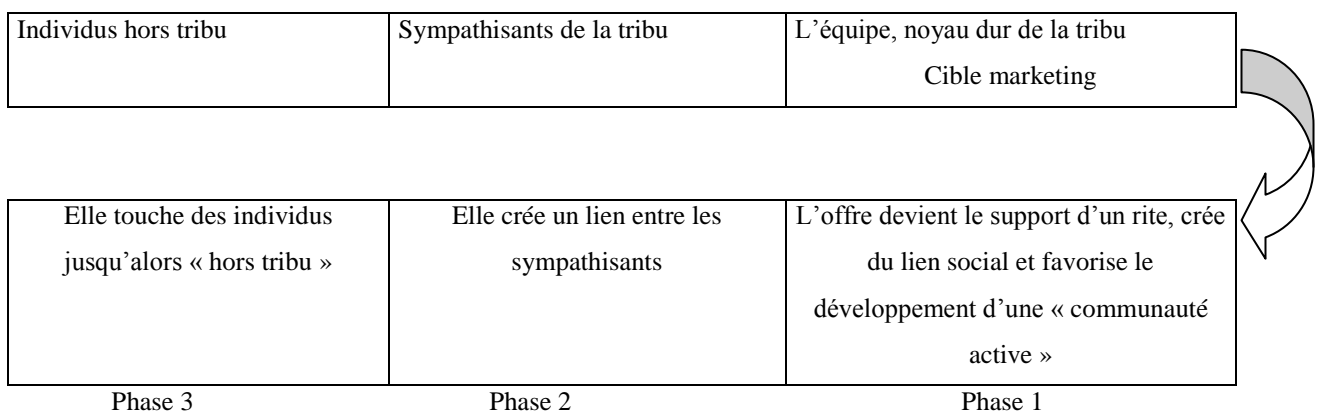 Individus hors tribu
Sympathisants de la tribu
L’équipe, noyau dur de la tribu
Cible marketing
Elle touche des individus
jusqu’alors « hors tribu »
Elle crée un lien entre les
sympathisants
L’offre devient le support d’un rite, crée
du lien social et favorise le
développement d’une « communauté
active »
Phase 3
Phase 2
Phase 1